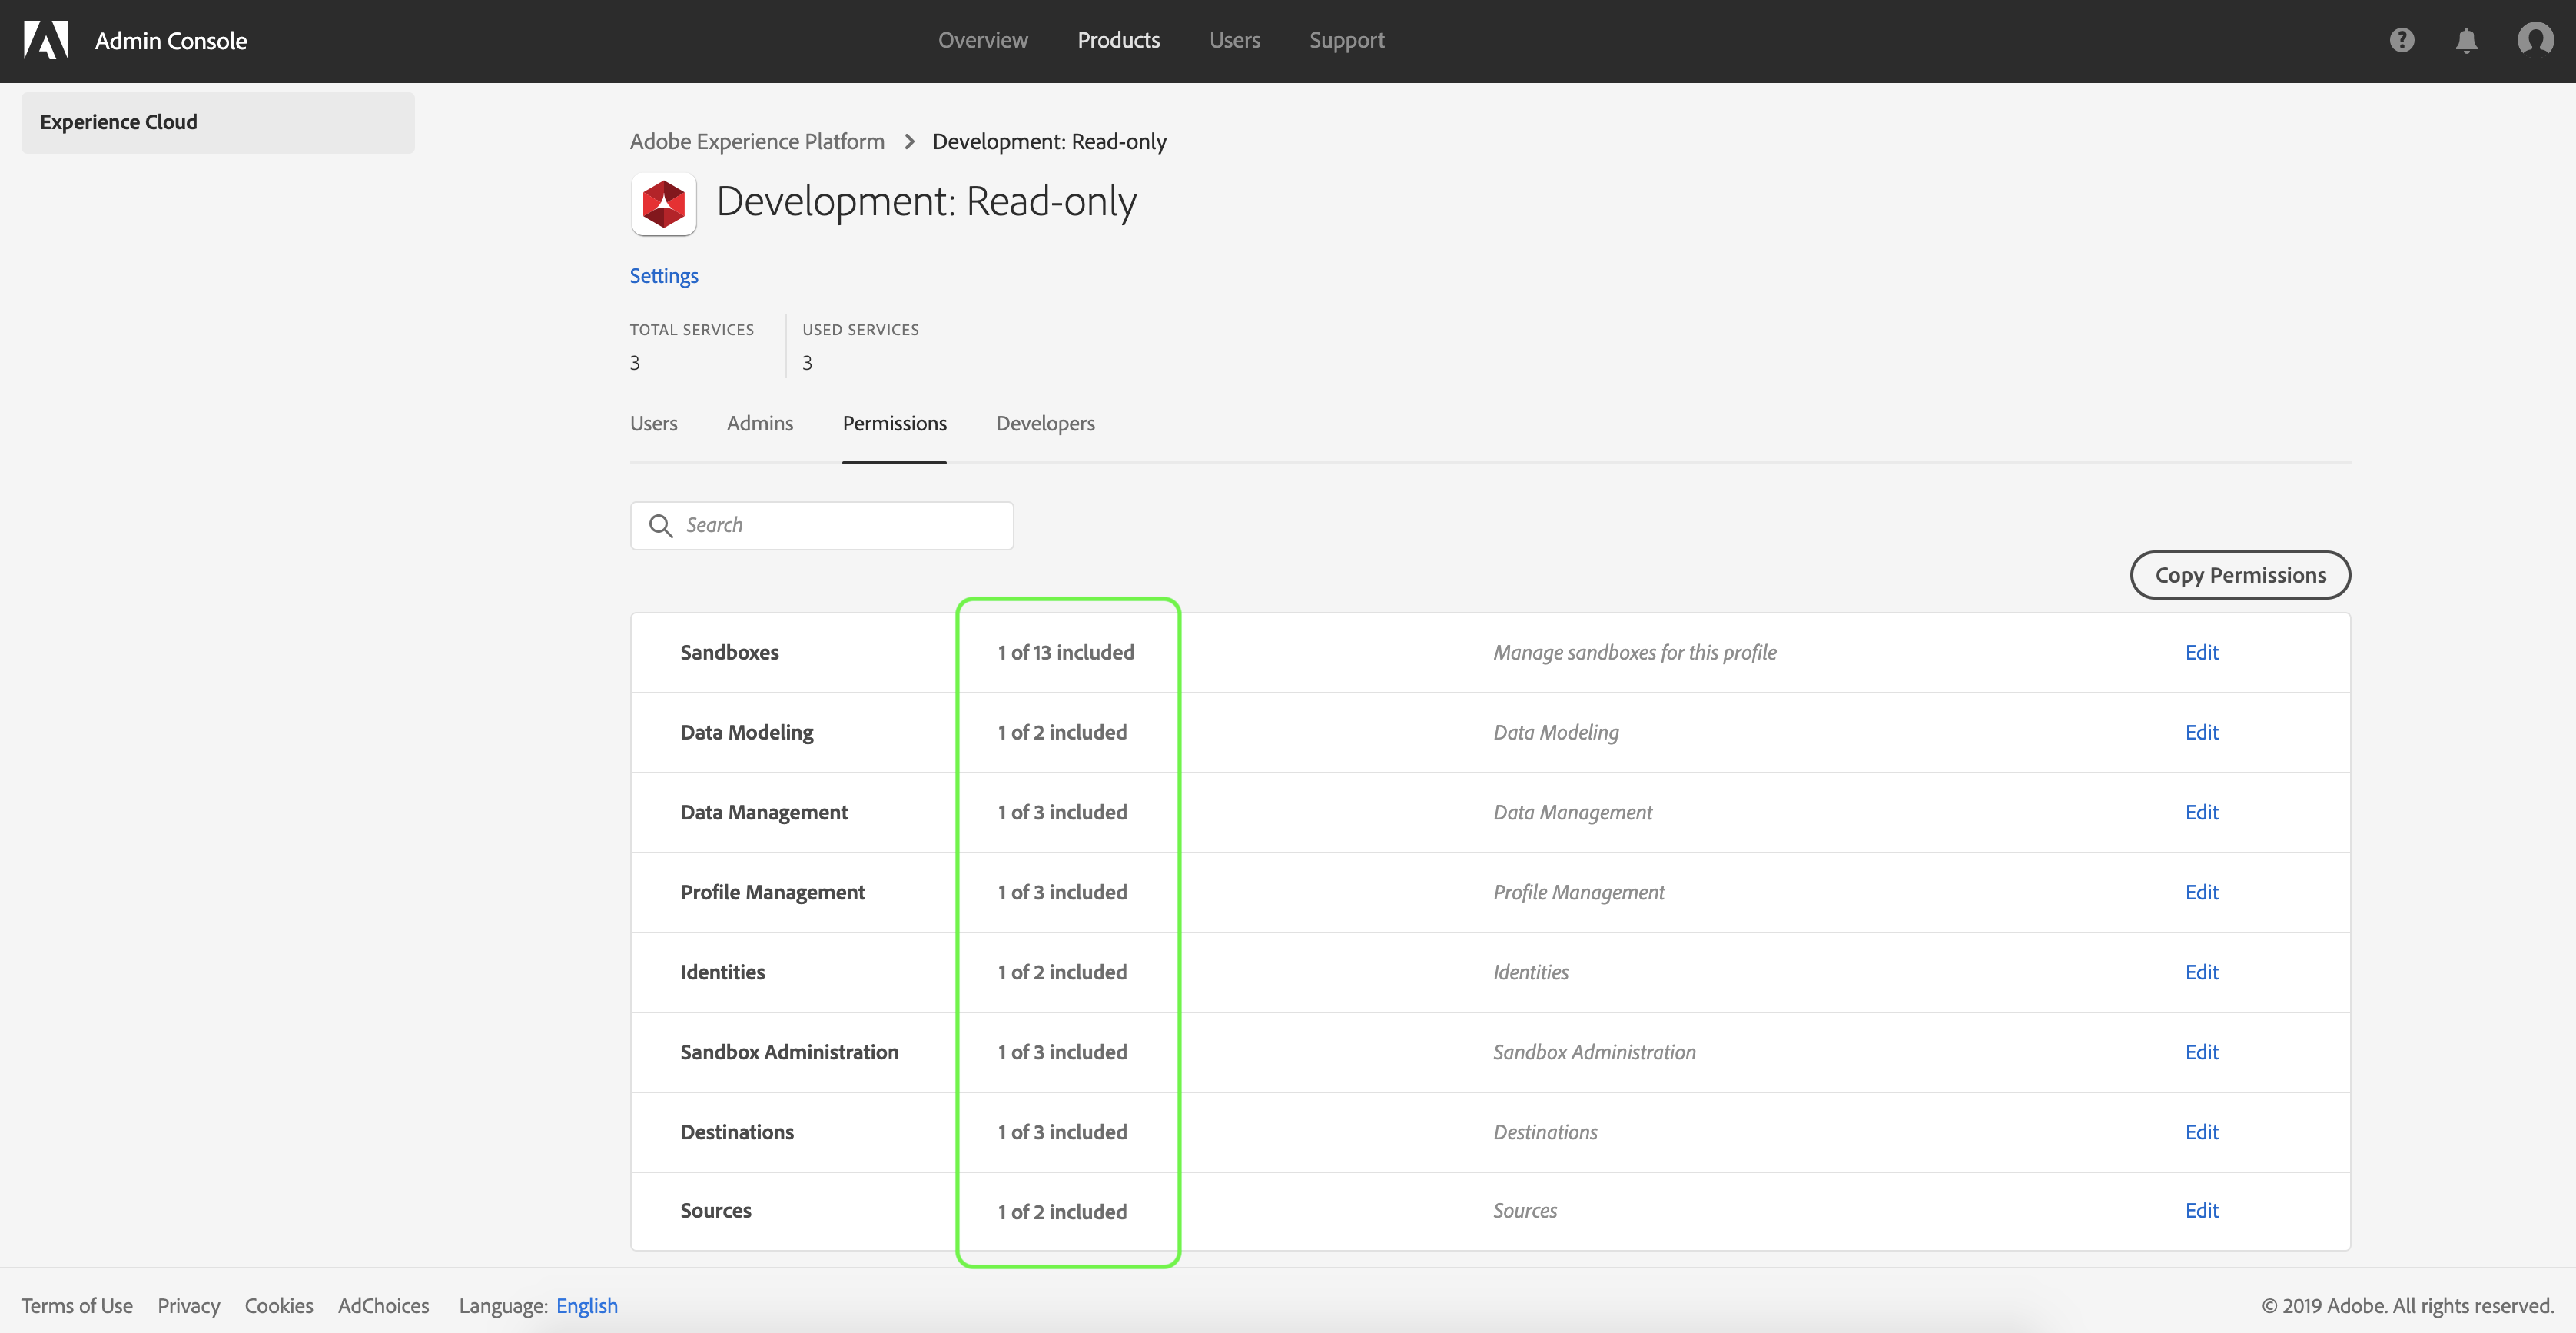 Admin Console
Overview Products Users Support
Experience Cloud
Adobe Experience Platform > Development: Read-only
Development: Read-only
Settings
TOTAL SERVICES USED SERVICES
3 3
Users Admins Permissions Developers
Search
Copy Permissions
Sandboxes 1 of 13 included Manage sandboxes for this profile Edit
Data Modeling 1 of 2 included Data Modeling Edit
Data Management 1 of 3 included Data Management Edit
Profile Management 1 of 3 included Profile Management Edit
Identities 1 of 2 included Identities Edit
Sandbox Administration 1 of 3 included Sandbox Administration Edit
Destinations 1 of 3 included Destinations Edit
Sources 1 of 2 included Sources Edit
Terms of Use Privacy Cookies AdChoices Language: English © 2019 Adobe. All rights reserved.